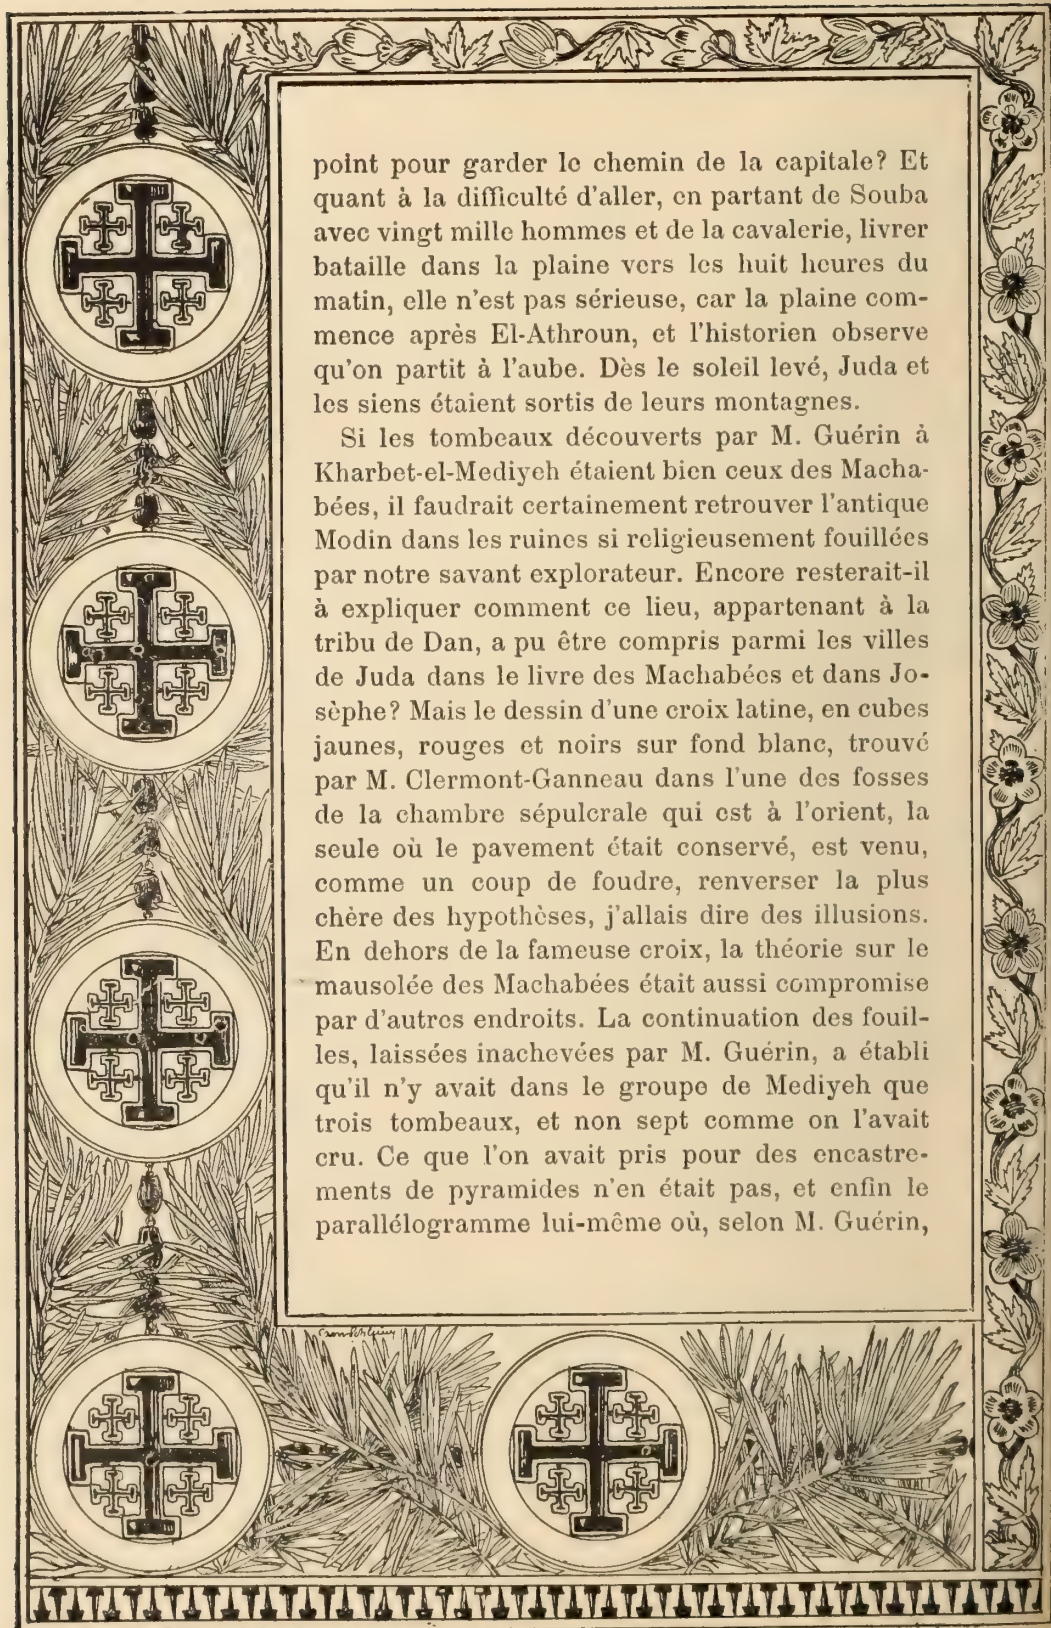 point pour garder le chemin de la capitale? Et
quant à la difficulté d'aller, en partant de Souba
avec vingt mille hommes et de la cavalerie, livrer
bataille dans la plaine vers les huit heures du
matin, elle n'est pas sérieuse, car la plaine com-
mence après El-Athroun, et l'historien observe
qu'on partit à l'aube. Dès le soleil levé, Juda et
les siens étaient sortis de leurs montagnes.
Si les tombeaux découverts par M. Guérin à
Kharbet-el-Mediyeh étaient bien ceux des Macha-
bées, il faudrait certainement retrouver l'antique
Modin dans les ruines si religieusement fouillées
par notre savant explorateur. Encore resterait-il
à expliquer comment ce lieu, appartenant à la
tribu de Dan, a pu être compris parmi les villes
de Juda dans le livre des Machabées et dans Jo-
sèphe? Mais le dessin d'une croix latine, en cubes
jaunes, rouges et noirs sur fond blanc, trouvé
par M. Clermont-Ganneau dans l'une des fosses
de la chambre sépulcrale qui est à l'orient, la
seule où le pavement était conservé, est venu,
comme un coup de foudre, renverser la plus
chère des hypothèses, j'allais dire des illusions.
En dehors de la fameuse croix, la théorie sur le
mausolée des Machabées était aussi compromise
par d'autres endroits. La continuation des fouil-
les, laissées inachevées par M. Guérin, a établi
qu'il n'y avait dans le groupe de Mediyeh que
trois tombeaux, et non sept comme on l'avait
cru. Ce que l'on avait pris pour des encastre-
ments de pyramides n'en était pas, et enfin le
parallélogramme lui-même où, selon M. Guérin,